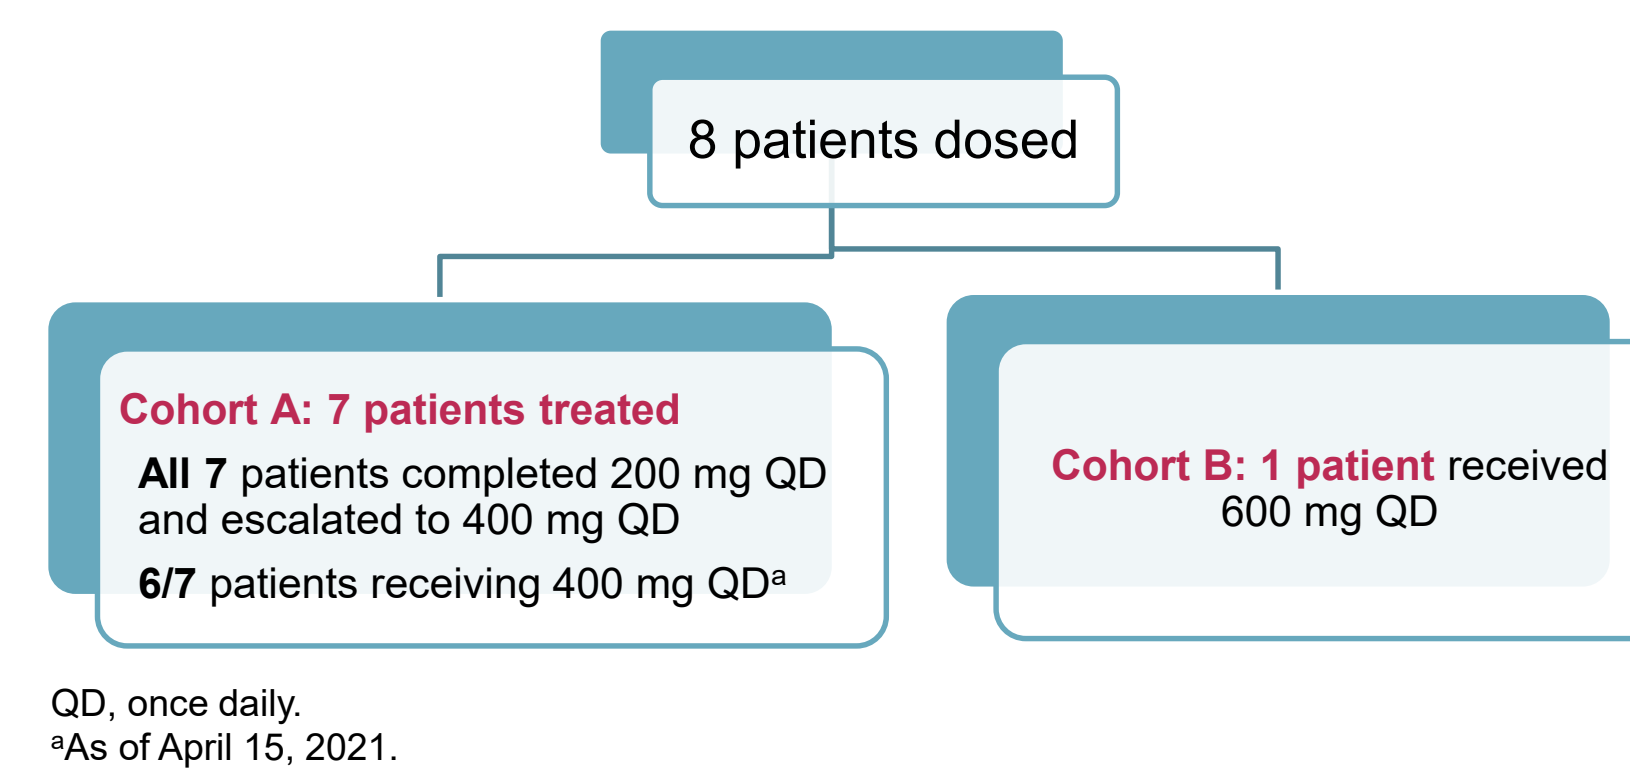 8 patients dosed
Cohort A: 7 patients treated
All 7 patients completed 200 mg QD
and escalated to 400 mg QD
6/7 patients receiving 400 mg QDᵃ
Cohort B: 1 patient received
600 mg QD
QD, once daily.
ᵃAs of April 15, 2021.